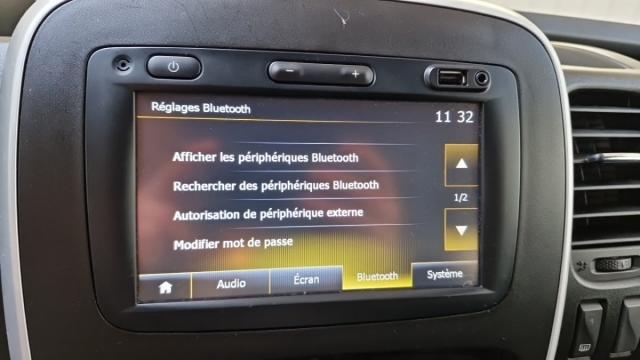 Réglages Bluetooth
11 32
Afficher les périphériques Bluetooth
Rechercher des périphériques Bluetooth
1/2
Autorisation de périphérique externe
Modifier mot de passe
Audio
Écran
Bluetooth
Système